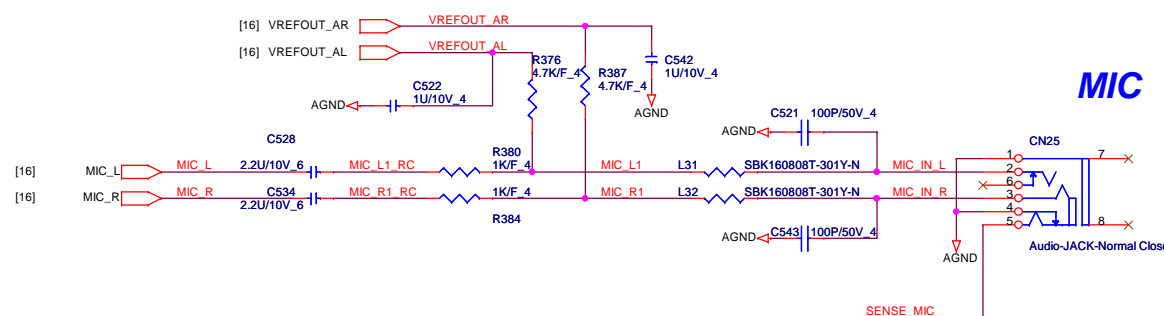 [16] VREFOUT_AR VREFOUT_AR
[16] VREFOUT_AL VREFOUT_AL
R376
4.7K/F_4
R387
4.7K/F_4
C542
1U/10V_4
C522
1U/10V_4
AGND
AGND
MIC
C521 100P/50V_4
AGND
CN25
C528
[16] MIC_L MIC_L 2.2U/10V_6 MIC_L1_RC R380 1K/F_4 MIC_L1 L31 SBK160808T-301Y-N MIC_IN_L
[16] MIC_R MIC_R C534 2.2U/10V_6 MIC_R1_RC 1K/F_4 R384 MIC_R1 L32 SBK160808T-301Y-N MIC_IN_R
1
2
6
3
4
5
7
8
AGND C543 100P/50V_4
AGND
Audio-JACK-Normal Close
SENSE_MIC